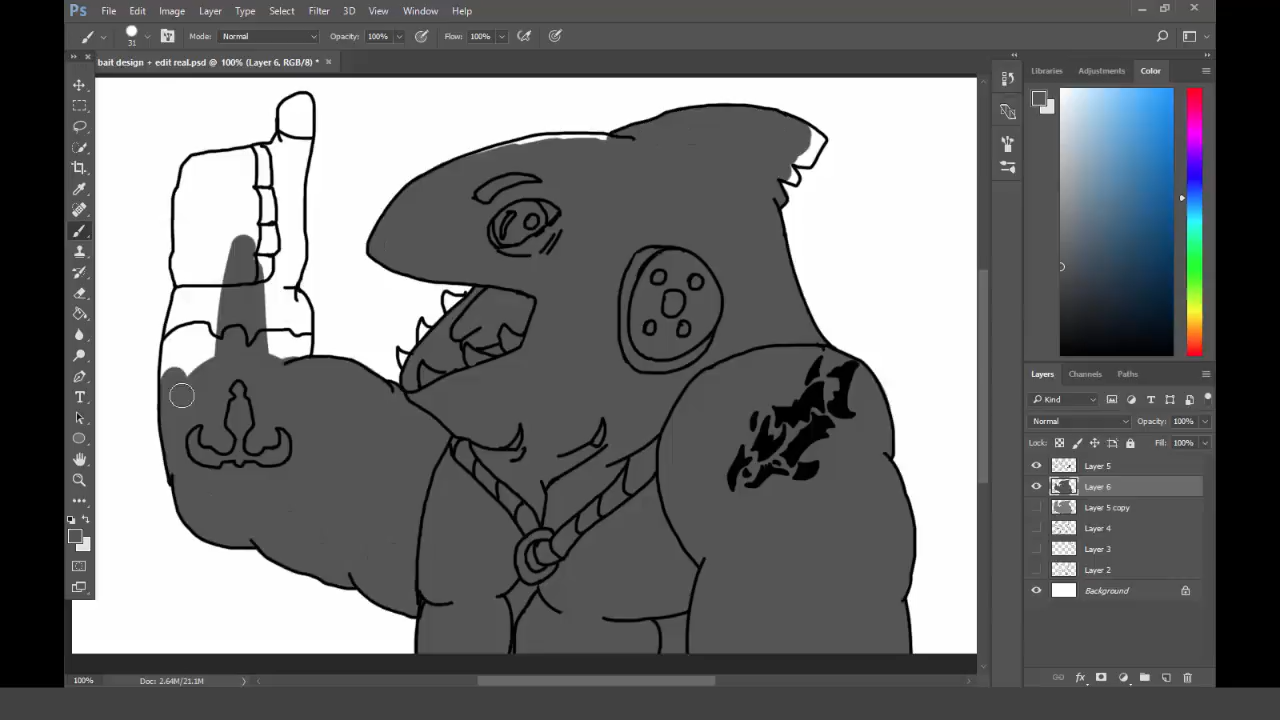 Ps File Edit Image Layer Type Select Filter 3D View Window Help
31 Mode: Normal Opacity: 100% Flow: 100%
bait design + edit real.psd @ 100% (Layer 6, RGB/8) * ×
Libraries Adjustments Color
Layers Channels Paths
Kind
Normal Opacity: 100%
Lock: Fill: 100%
Layer 5
Layer 6
Layer 5 copy
Layer 4
Layer 3
Layer 2
Background
fx
100% Doc: 2.64M/21.1M